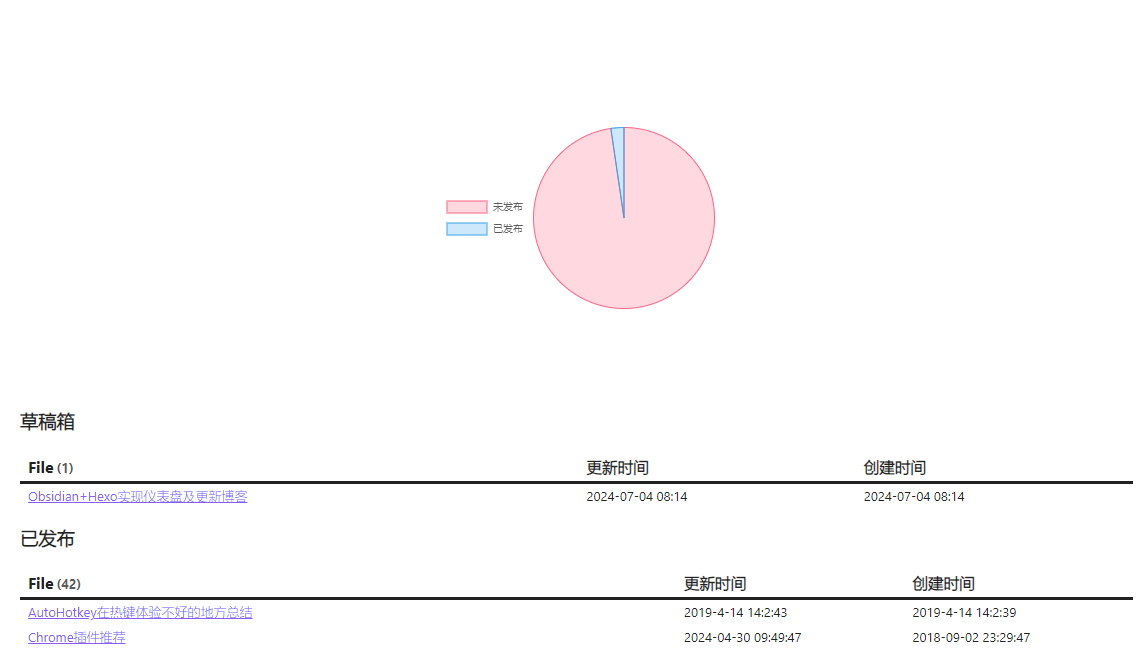 未发布
已发布
草稿箱
File (1) 更新时间 创建时间
Obsidian+Hexo实现仪表盘及更新博客 2024-07-04 08:14 2024-07-04 08:14
已发布
File (42) 更新时间 创建时间
AutoHotkey在热键体验不好的地方总结 2019-4-14 14:2:43 2019-4-14 14:2:39
Chrome插件推荐 2024-04-30 09:49:47 2018-09-02 23:29:47